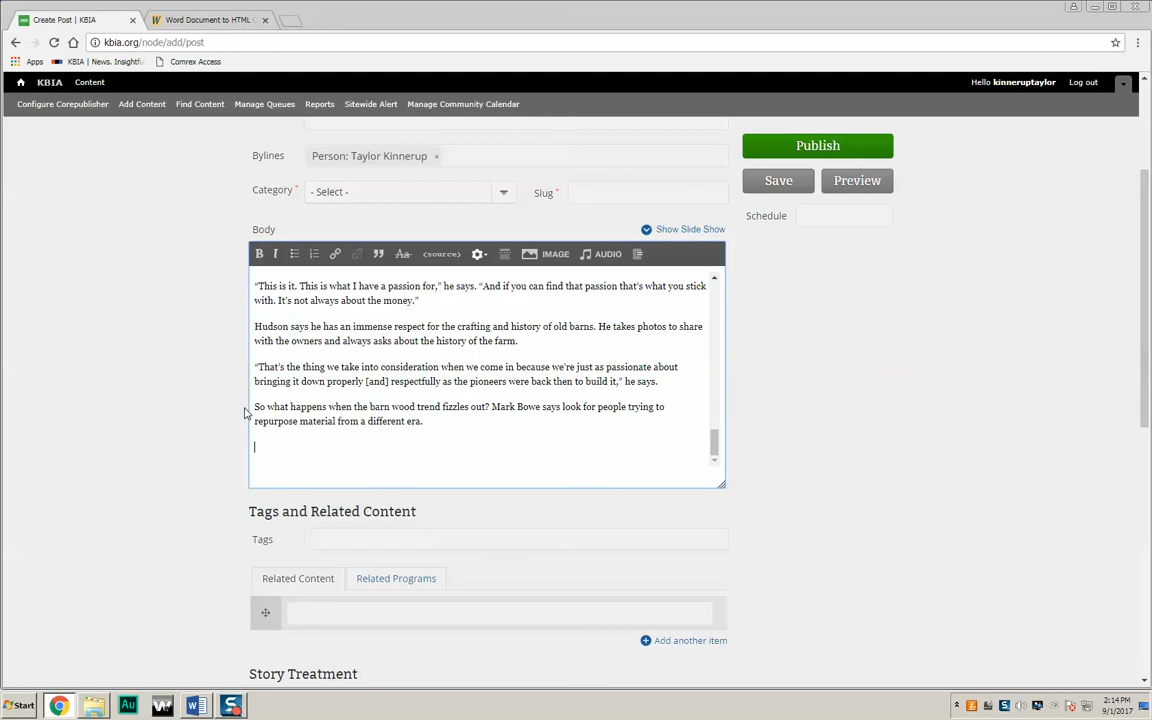 Create Post | KBIA
Word Document to HTML C
kbia.org/node/add/post
Apps
KBIA | News. Insightfu
Comrex Access
KBIA
Content
Hello kinneruptaylor
Log out
Configure Corepublisher
Add Content
Find Content
Manage Queues
Reports
Sitewide Alert
Manage Community Calendar
Bylines
Person: Taylor Kinnerup ×
Publish
Category *
- Select -
Slug *
Save
Preview
Schedule
Body
Show Slide Show
B I
Aa
<source>
IMAGE
AUDIO
“This is it. This is what I have a passion for,” he says. “And if you can find that passion that’s what you stick
with. It’s not always about the money.”
Hudson says he has an immense respect for the crafting and history of old barns. He takes photos to share
with the owners and always asks about the history of the farm.
“That’s the thing we take into consideration when we come in because we’re just as passionate about
bringing it down properly [and] respectfully as the pioneers were back then to build it,” he says.
So what happens when the barn wood trend fizzles out? Mark Bowe says look for people trying to
repurpose material from a different era.
Tags and Related Content
Tags
Related Content
Related Programs
Add another item
Story Treatment
Start
Au
W
S
2:14 PM
9/1/2017